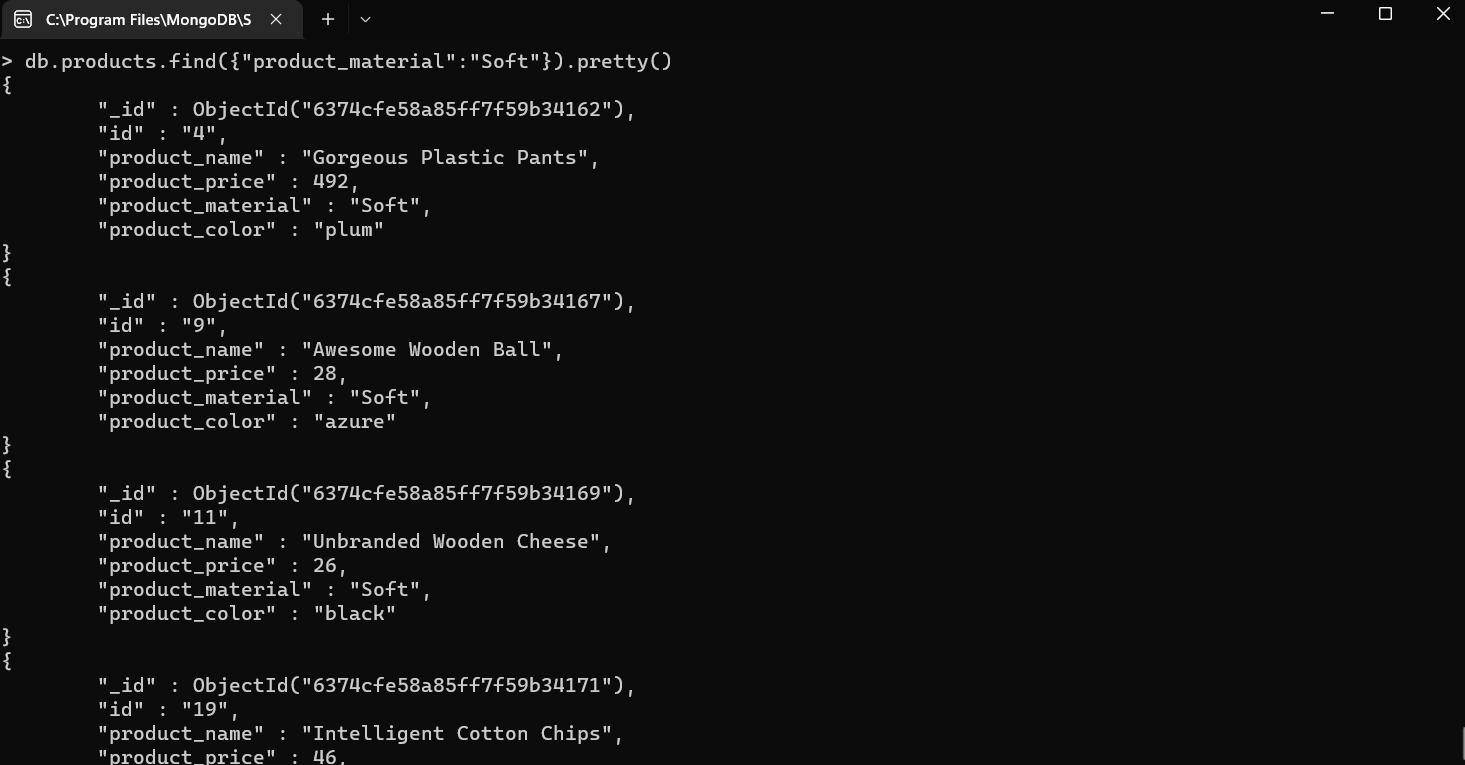 C:\Program Files\MongoDB\S
> db.products.find({"product_material":"Soft"}).pretty()
{
"_id" : ObjectId("6374cfe58a85ff7f59b34162"),
"id" : "4",
"product_name" : "Gorgeous Plastic Pants",
"product_price" : 492,
"product_material" : "Soft",
"product_color" : "plum"
}
{
"_id" : ObjectId("6374cfe58a85ff7f59b34167"),
"id" : "9",
"product_name" : "Awesome Wooden Ball",
"product_price" : 28,
"product_material" : "Soft",
"product_color" : "azure"
}
{
"_id" : ObjectId("6374cfe58a85ff7f59b34169"),
"id" : "11",
"product_name" : "Unbranded Wooden Cheese",
"product_price" : 26,
"product_material" : "Soft",
"product_color" : "black"
}
{
"_id" : ObjectId("6374cfe58a85ff7f59b34171"),
"id" : "19",
"product_name" : "Intelligent Cotton Chips",
"product_price" : 46,